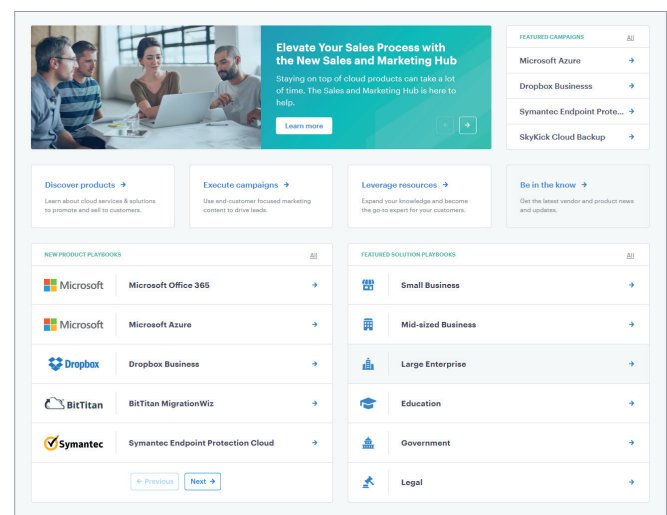 Elevate Your Sales Process with
the New Sales and Marketing Hub
Staying on top of cloud products can take a lot
of time. The Sales and Marketing Hub is here to
help.
Learn more
FEATURED CAMPAIGNS
All
Microsoft Azure
Dropbox Businesss
Symantec Endpoint Prote...
SkyKick Cloud Backup
Discover products
Learn about cloud services & solutions
to promote and sell to customers.
Execute campaigns
Use end-customer focused marketing
content to drive leads.
Leverage resources
Expand your knowledge and become
the go-to expert for your customers.
Be in the know
Get the latest vendor and product news
and updates.
NEW PRODUCT PLAYBOOKS
All
Microsoft Microsoft Office 365
Microsoft Microsoft Azure
Dropbox Dropbox Business
BitTitan BitTitan MigrationWiz
Symantec Symantec Endpoint Protection Cloud
← Previous Next →
FEATURED SOLUTION PLAYBOOKS
All
Small Business
Mid-sized Business
Large Enterprise
Education
Government
Legal